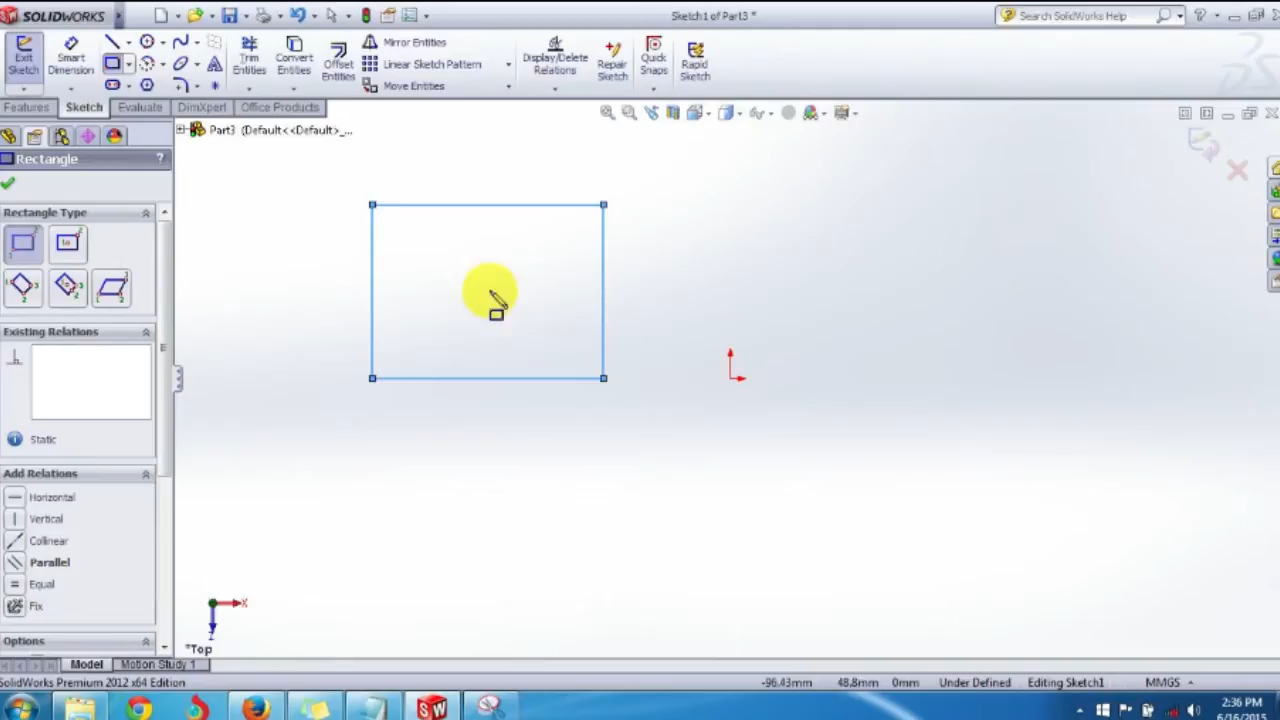 SOLIDWORKS
Sketch1 of Part3 *
Search SolidWorks Help
?
Exit Sketch
Smart Dimension
Trim Entities
Convert Entities
Offset Entities
Mirror Entities
Linear Sketch Pattern
Move Entities
Display/Delete Relations
Repair Sketch
Quick Snaps
Rapid Sketch
Features
Sketch
Evaluate
DimXpert
Office Products
Part3 (Default<<Default>_...
Rectangle
?
Rectangle Type
Existing Relations
Static
Add Relations
Horizontal
Vertical
Collinear
Parallel
Equal
Fix
Options
X
Z
*Top
Model
Motion Study 1
SolidWorks Premium 2012 x64 Edition
-96.43mm
48.8mm
0mm
Under Defined
Editing Sketch1
MMGS
2:36 PM
6/16/2015